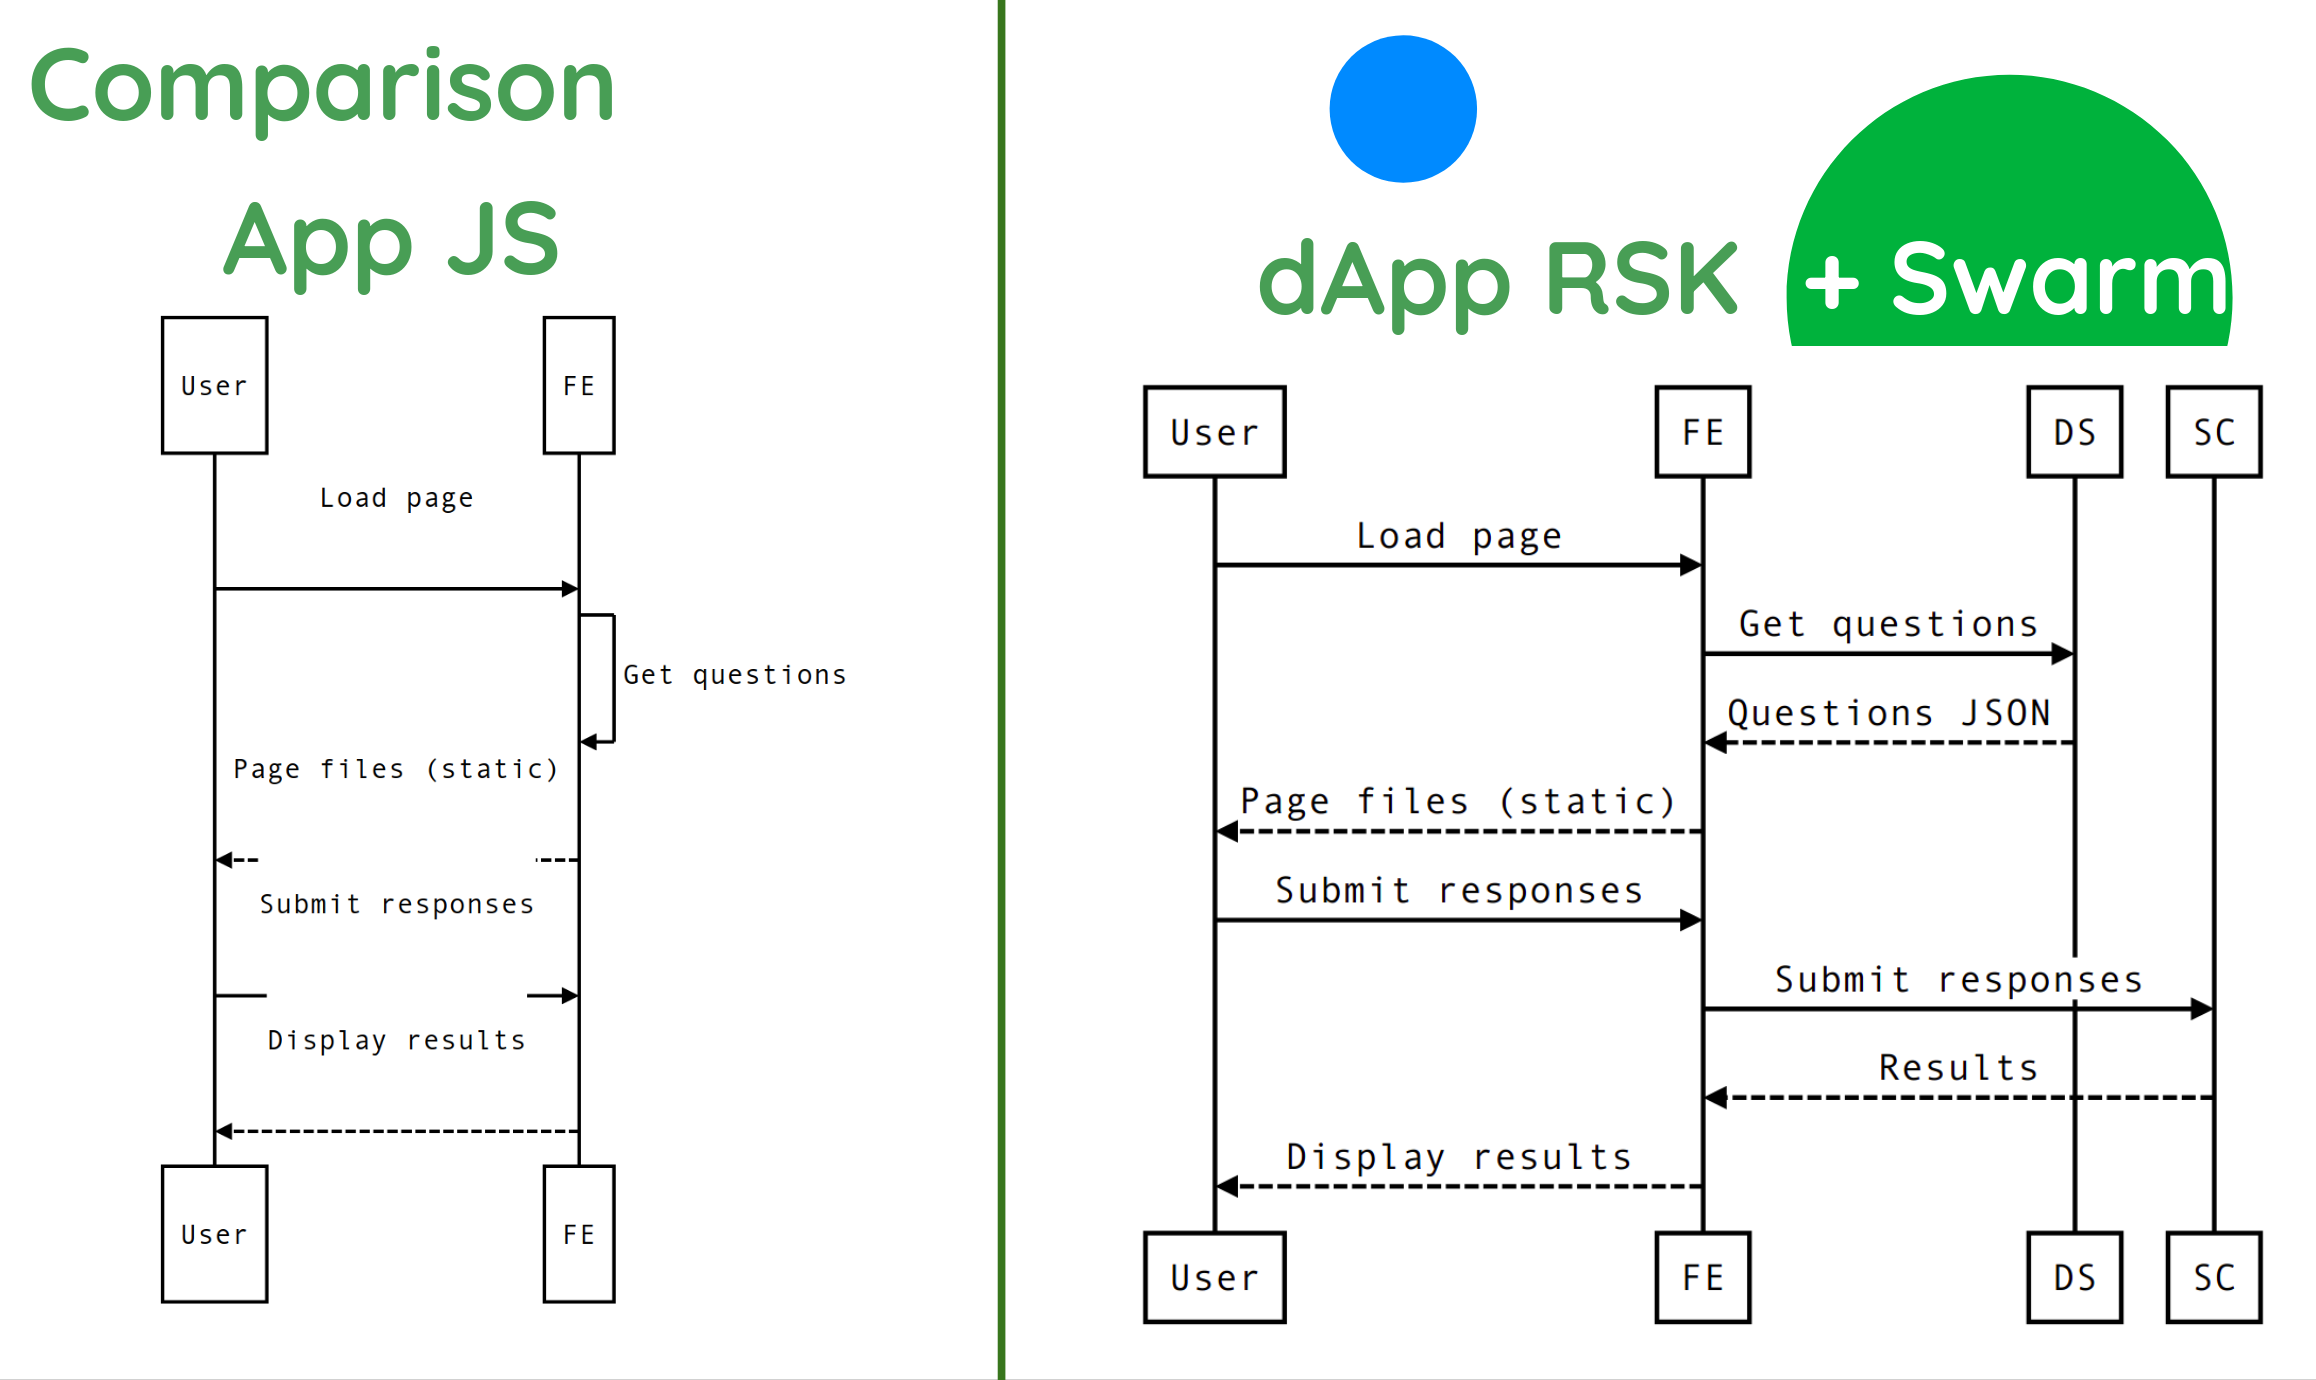 Comparison
App JS
User FE
Load page
Get questions
Page files (static)
Submit responses
Display results
User FE
dApp RSK + Swarm
User FE DS SC
Load page
Get questions
Questions JSON
Page files (static)
Submit responses
Submit responses
Results
Display results
User FE DS SC